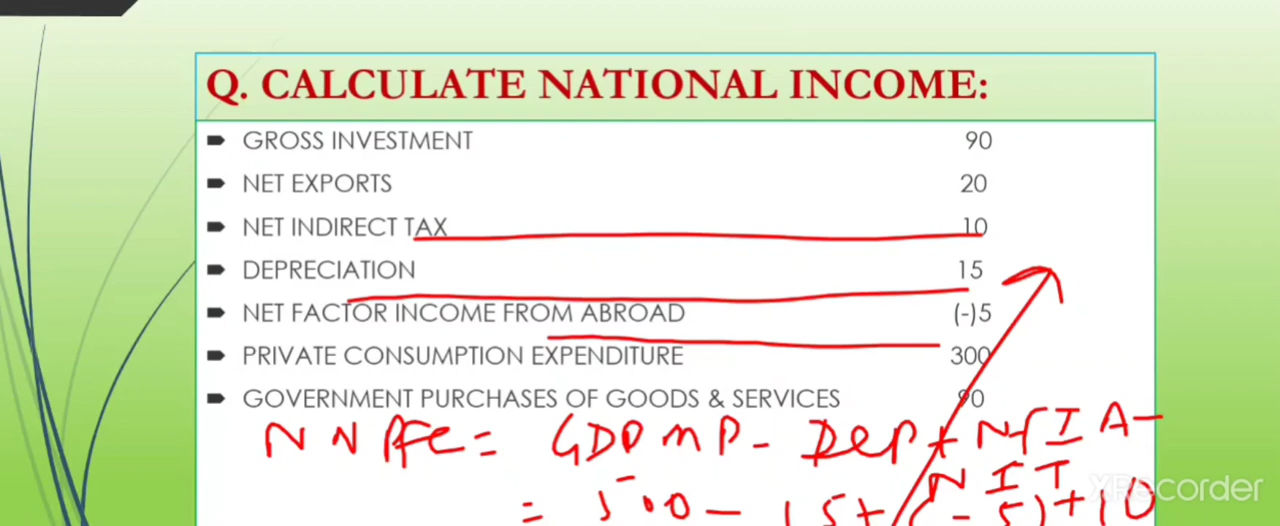 Q. CALCULATE NATIONAL INCOME:
GROSS INVESTMENT 90
NET EXPORTS 20
NET INDIRECT TAX 10
DEPRECIATION 15
NET FACTOR INCOME FROM ABROAD (-)5
PRIVATE CONSUMPTION EXPENDITURE 300
GOVERNMENT PURCHASES OF GOODS & SERVICES 90
NNPFC = GDPMP - Dep + NFIA -
NIT
= 500 - 15 + (-5) + 10
XRecorder